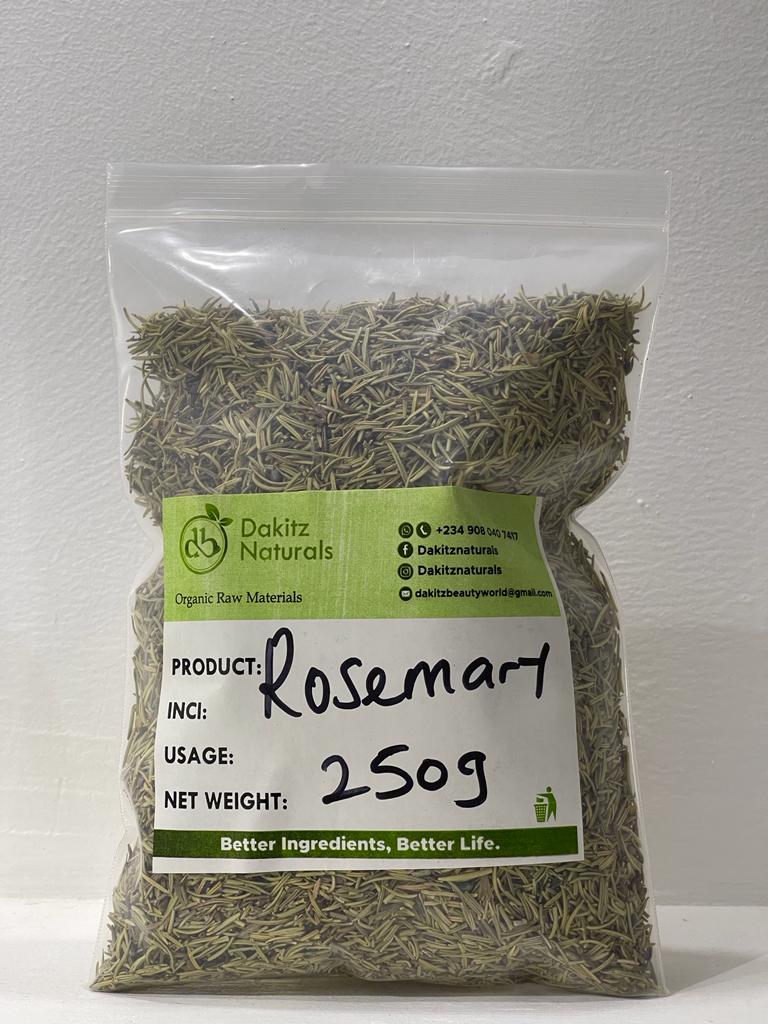 Dakitz
Naturals
Organic Raw Materials
+234 908 040 7417
Dakitznaturals
Dakitznaturals
dakitzbeautyworld@gmail.com
PRODUCT: Rosemary
INCI:
USAGE:
NET WEIGHT: 250g
Better Ingredients, Better Life.